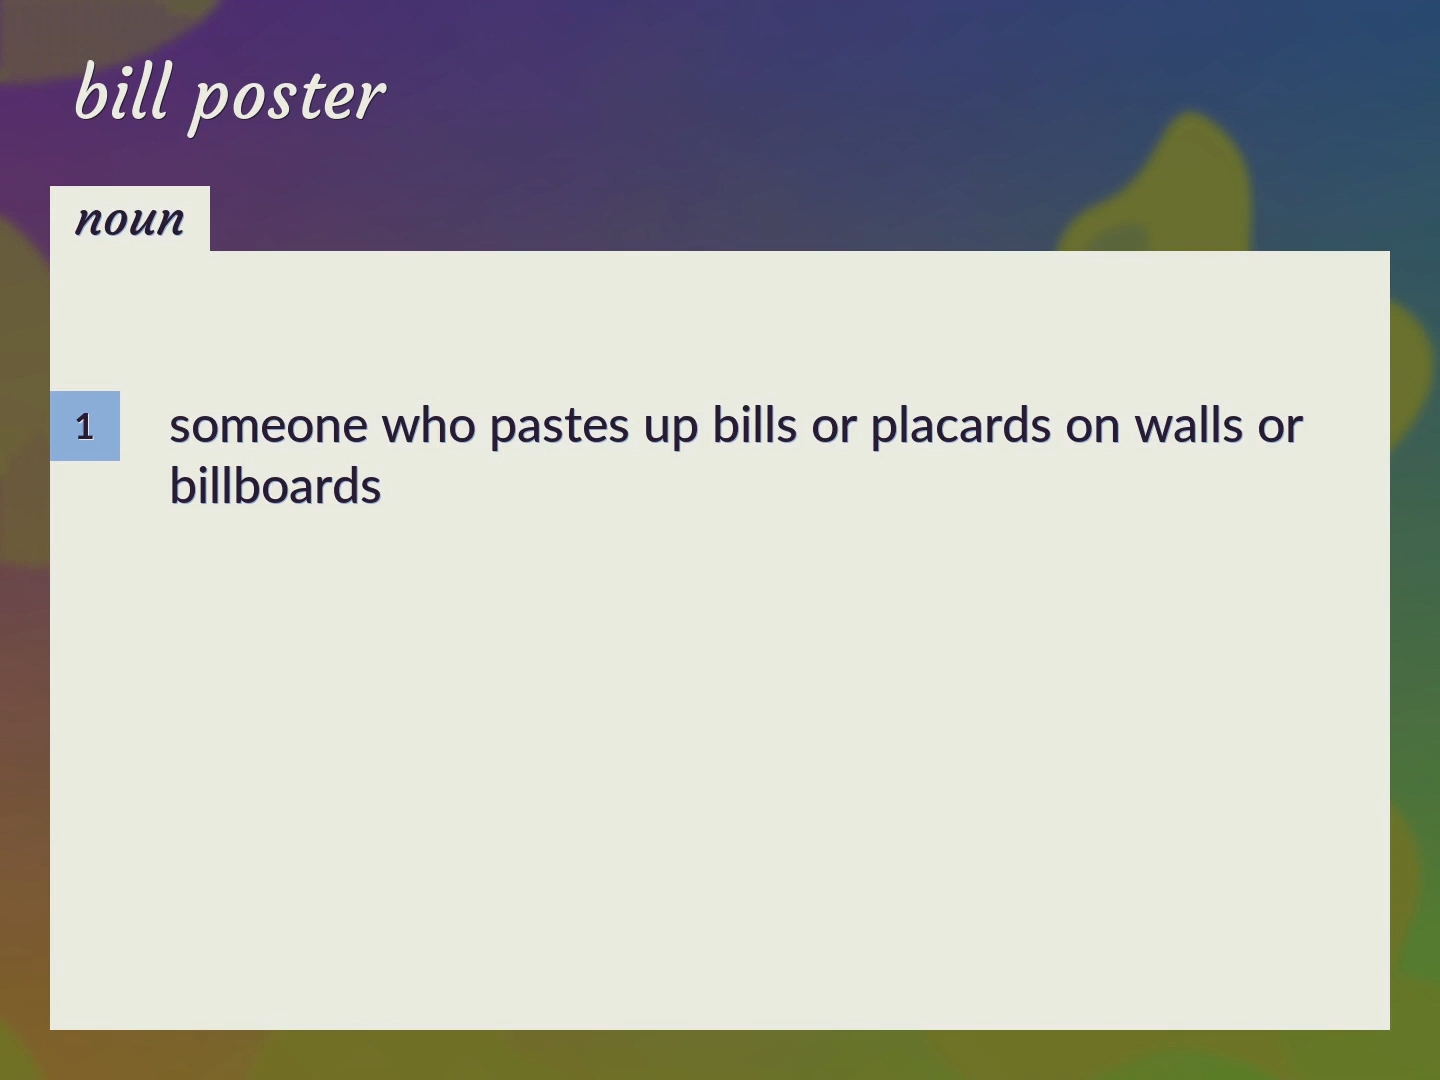 bill poster
noun
1
someone who pastes up bills or placards on walls or
billboards